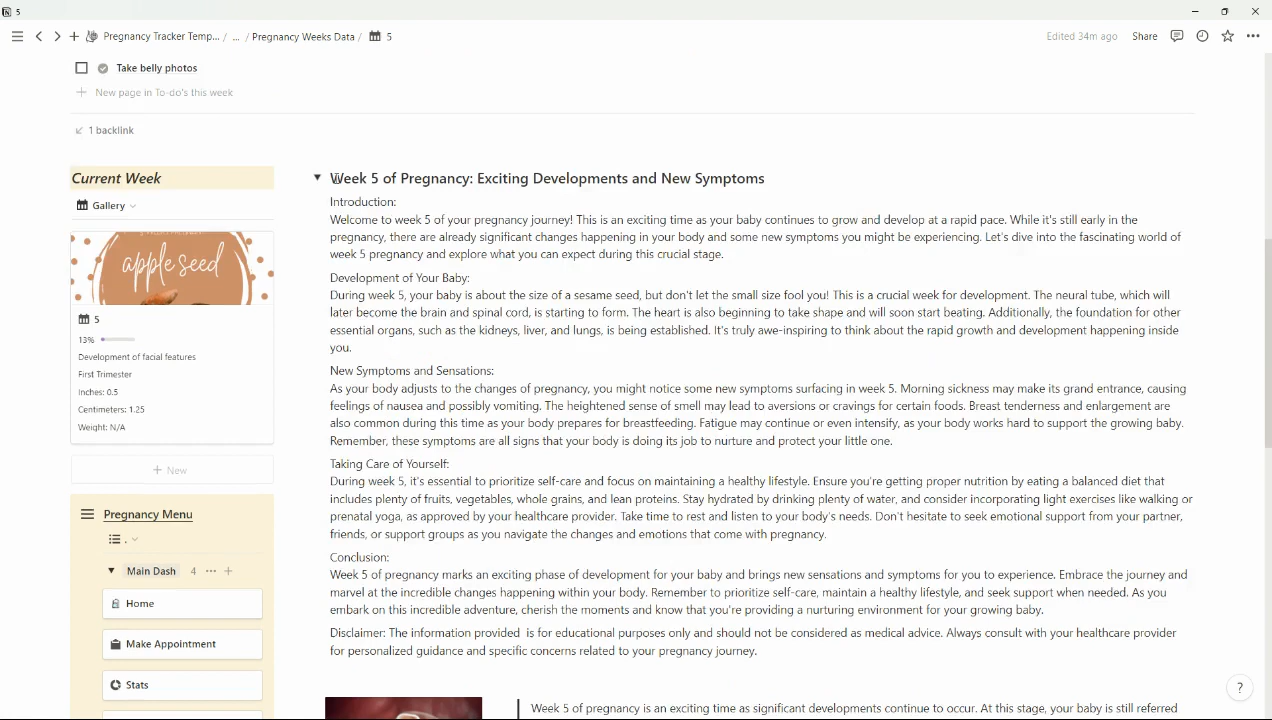 5
Pregnancy Tracker Temp... / ... / Pregnancy Weeks Data / 5
Edited 34m ago Share
Take belly photos
New page in To-do's this week
1 backlink
Current Week
Gallery
apple seed
5
13%
Development of facial features
First Trimester
Inches: 0.5
Centimeters: 1.25
Weight: N/A
New
Pregnancy Menu
.
Main Dash 4
Home
Make Appointment
Stats
Week 5 of Pregnancy: Exciting Developments and New Symptoms
Introduction:
Welcome to week 5 of your pregnancy journey! This is an exciting time as your baby continues to grow and develop at a rapid pace. While it's still early in the
pregnancy, there are already significant changes happening in your body and some new symptoms you might be experiencing. Let's dive into the fascinating world of
week 5 pregnancy and explore what you can expect during this crucial stage.
Development of Your Baby:
During week 5, your baby is about the size of a sesame seed, but don't let the small size fool you! This is a crucial week for development. The neural tube, which will
later become the brain and spinal cord, is starting to form. The heart is also beginning to take shape and will soon start beating. Additionally, the foundation for other
essential organs, such as the kidneys, liver, and lungs, is being established. It's truly awe-inspiring to think about the rapid growth and development happening inside
you.
New Symptoms and Sensations:
As your body adjusts to the changes of pregnancy, you might notice some new symptoms surfacing in week 5. Morning sickness may make its grand entrance, causing
feelings of nausea and possibly vomiting. The heightened sense of smell may lead to aversions or cravings for certain foods. Breast tenderness and enlargement are
also common during this time as your body prepares for breastfeeding. Fatigue may continue or even intensify, as your body works hard to support the growing baby.
Remember, these symptoms are all signs that your body is doing its job to nurture and protect your little one.
Taking Care of Yourself:
During week 5, it's essential to prioritize self-care and focus on maintaining a healthy lifestyle. Ensure you're getting proper nutrition by eating a balanced diet that
includes plenty of fruits, vegetables, whole grains, and lean proteins. Stay hydrated by drinking plenty of water, and consider incorporating light exercises like walking or
prenatal yoga, as approved by your healthcare provider. Take time to rest and listen to your body's needs. Don't hesitate to seek emotional support from your partner,
friends, or support groups as you navigate the changes and emotions that come with pregnancy.
Conclusion:
Week 5 of pregnancy marks an exciting phase of development for your baby and brings new sensations and symptoms for you to experience. Embrace the journey and
marvel at the incredible changes happening within your body. Remember to prioritize self-care, maintain a healthy lifestyle, and seek support when needed. As you
embark on this incredible adventure, cherish the moments and know that you're providing a nurturing environment for your growing baby.
Disclaimer: The information provided is for educational purposes only and should not be considered as medical advice. Always consult with your healthcare provider
for personalized guidance and specific concerns related to your pregnancy journey.
Week 5 of pregnancy is an exciting time as significant developments continue to occur. At this stage, your baby is still referred
?